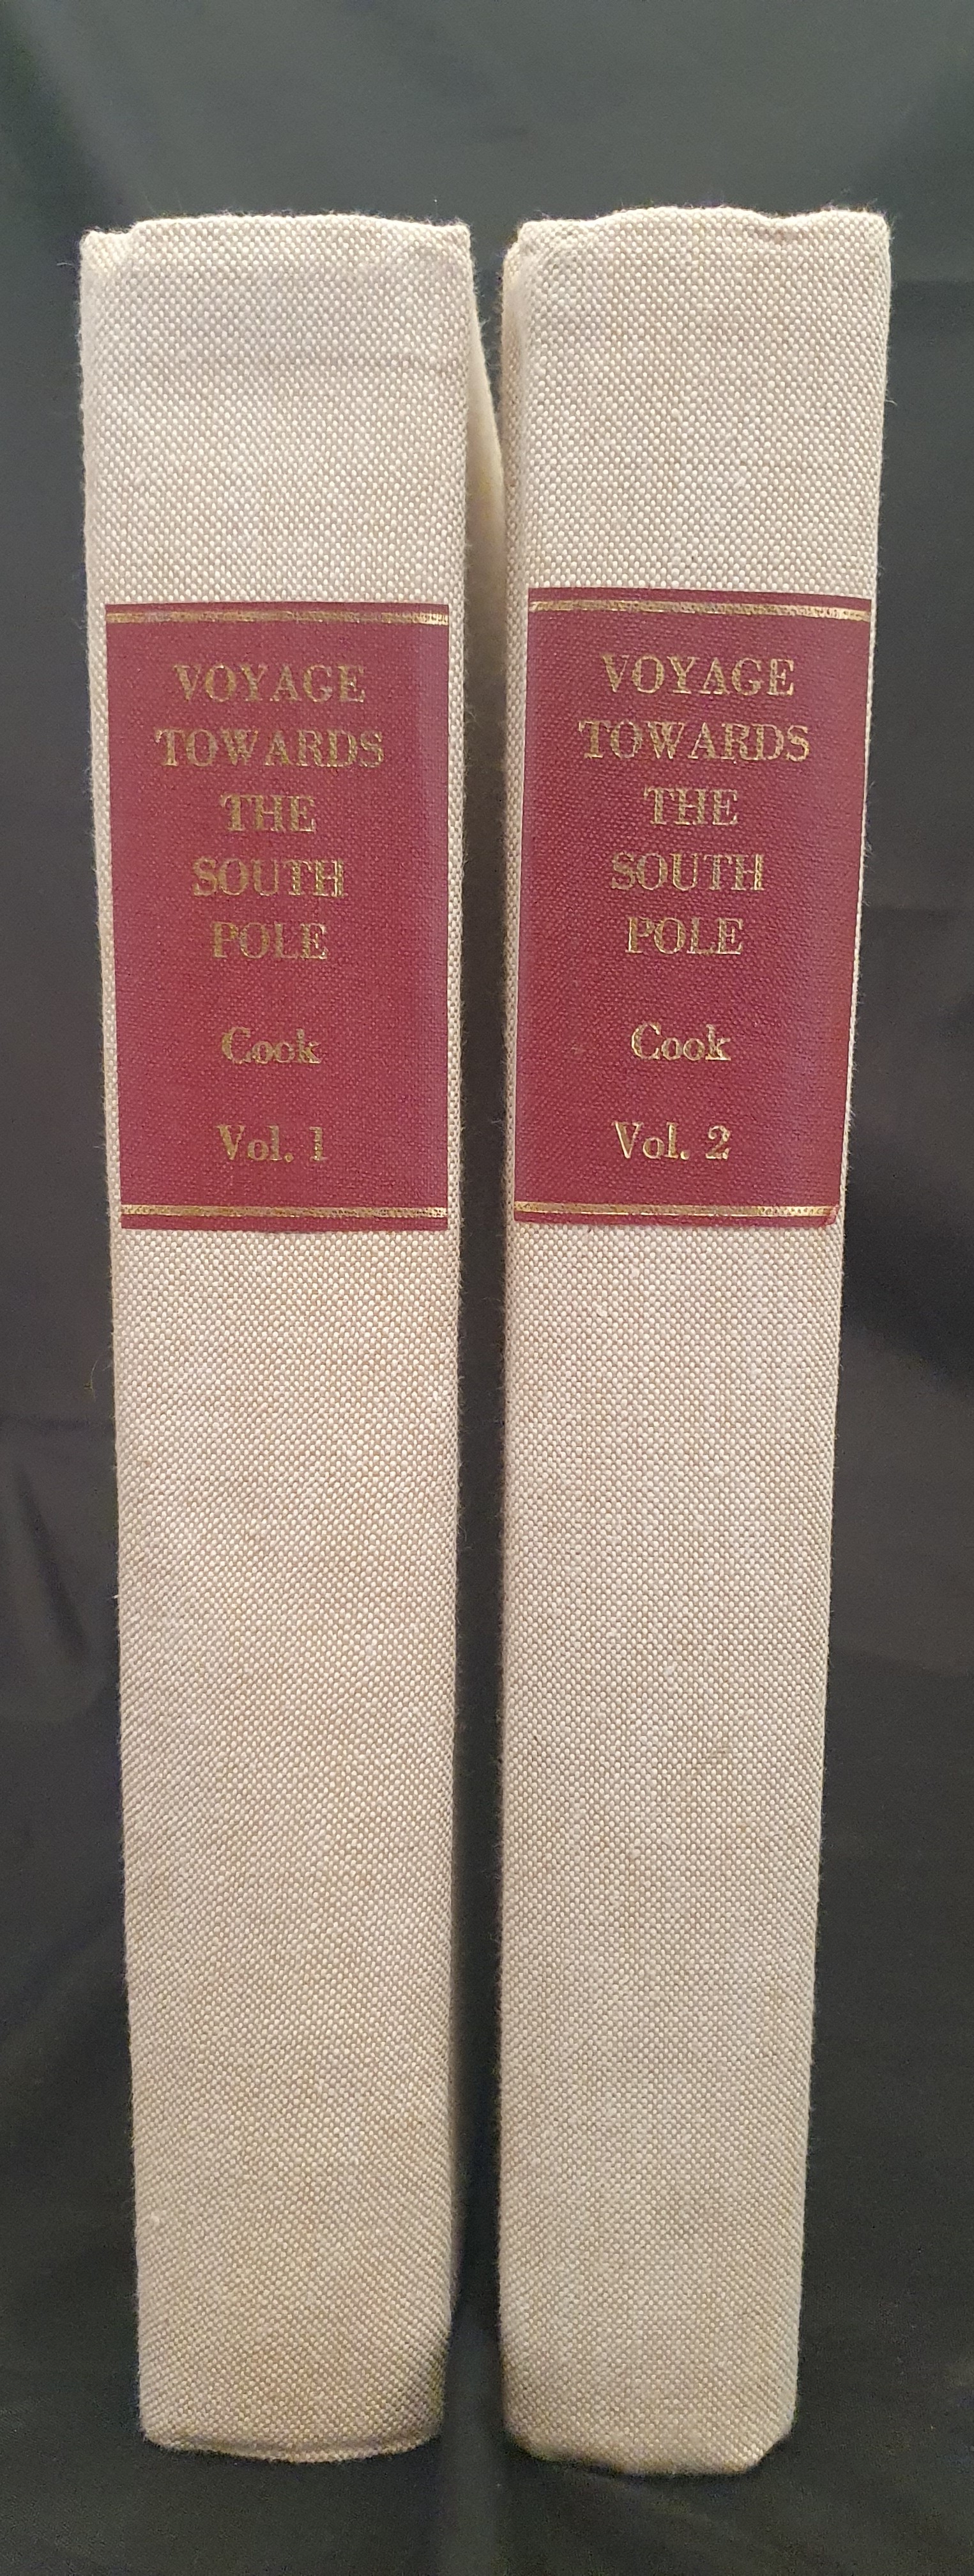 VOYAGE
TOWARDS
THE
SOUTH
POLE
Cook
Vol. 1
VOYAGE
TOWARDS
THE
SOUTH
POLE
Cook
Vol. 2